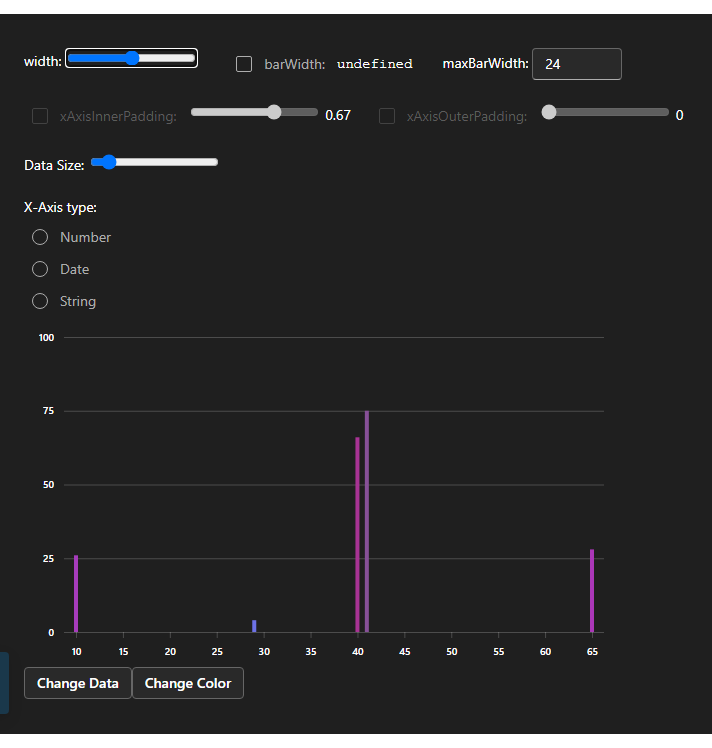 width:
barWidth: undefined
maxBarWidth: 24
xAxisInnerPadding: 0.67
xAxisOuterPadding: 0
Data Size:
X-Axis type:
Number
Date
String
100
75
50
25
0
10 15 20 25 30 35 40 45 50 55 60 65
Change Data
Change Color